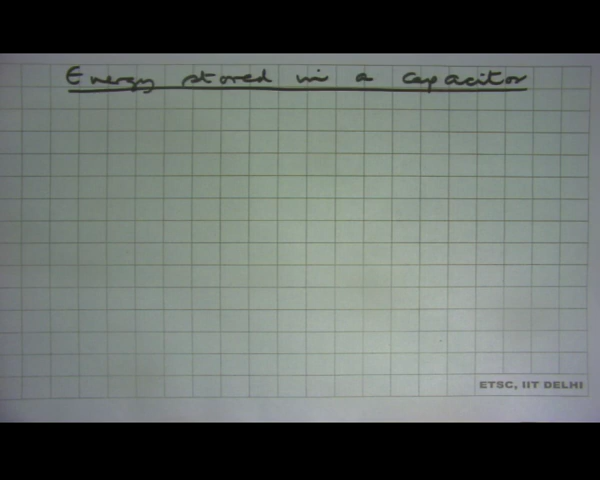 Energy stored in a capacitor
ETSC, IIT DELHI